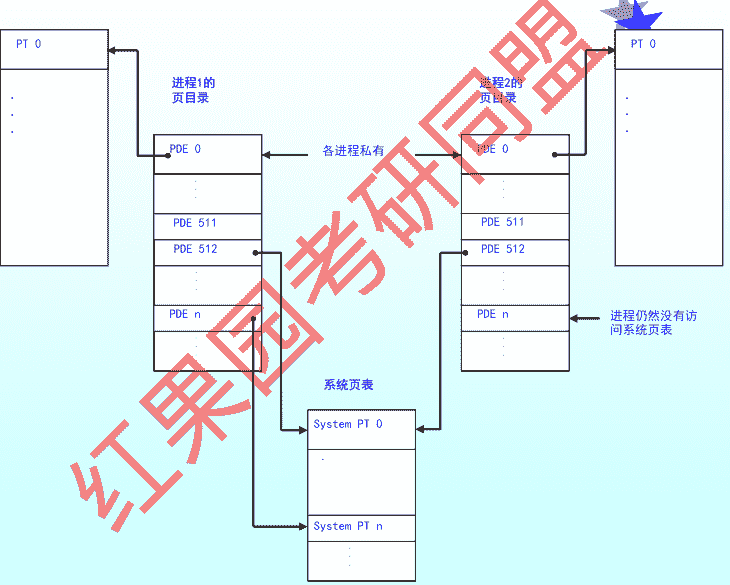 PT 0
PT 0
进程1的
页目录
进程2的
页目录
PDE 0
各进程私有
PDE 0
PDE 511
PDE 511
PDE 512
PDE 512
PDE n
PDE n
进程仍然没有访
问系统页表
系统页表
System PT 0
System PT n
红果园考研同盟